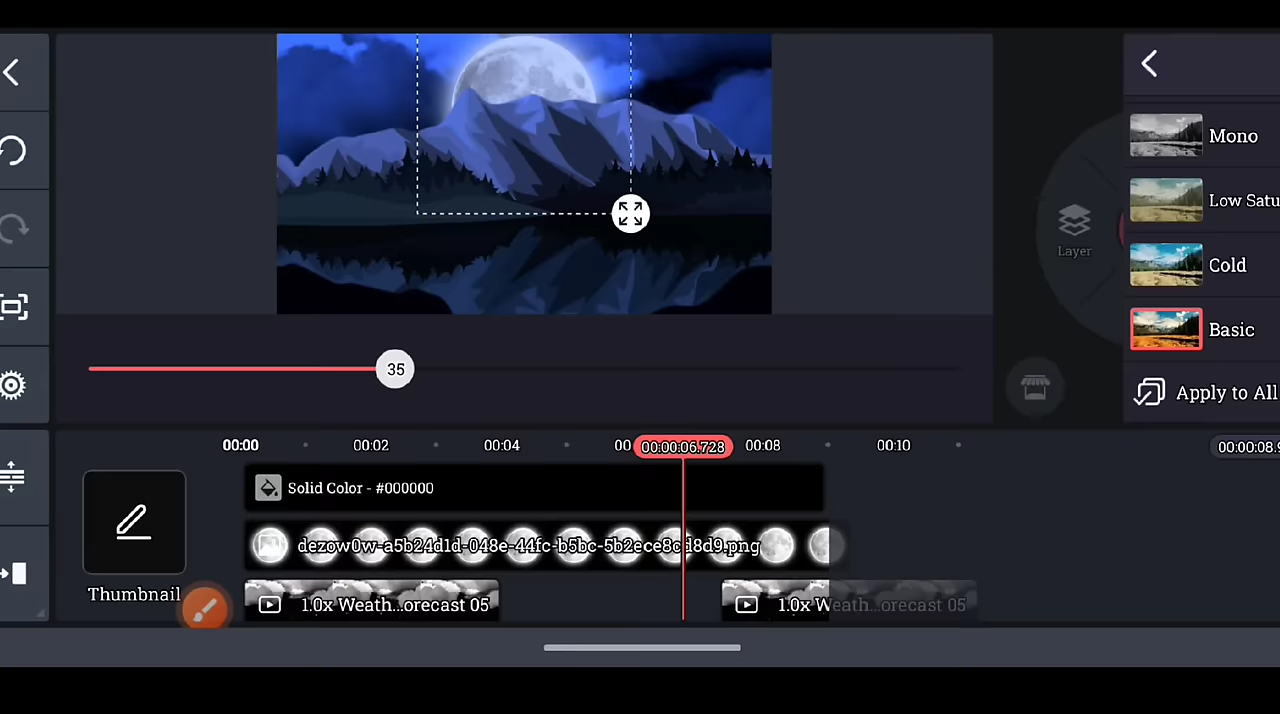 Mono
Low Satu
Layer
Cold
Basic
35
Apply to All
00:00
00:02
00:04
00
00:00:06.728
00:08
00:10
00:00:08.9
Solid Color - #000000
dezow0w-a5b24d1d-048e-44fc-b5bc-5b2ece8cd8d9.png
Thumbnail
1.0x Weath...orecast 05
1.0x Weath...orecast 05